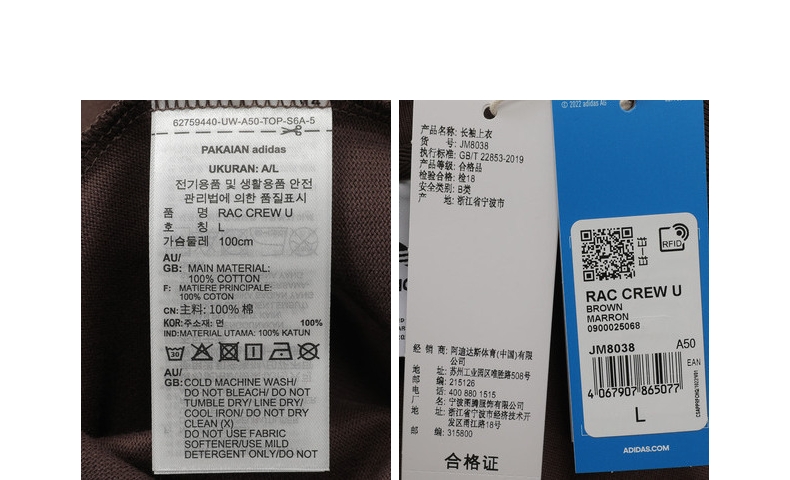 62759440-UW-A50-TOP-S6A-5
PAKAIAN adidas
UKURAN: A/L
전기용품 및 생활용품 안전
관리법에 의한 품질표시
품 명 RAC CREW U
호 칭 L
가슴둘레 100cm
AU/
GB: MAIN MATERIAL:
100% COTTON
F: MATIERE PRINCIPALE:
100% COTON
CN: 主料: 100% 棉
KOR: 주소재: 면 100%
IND: MATERIAL UTAMA: 100% KATUN
30
AU/
GB: COLD MACHINE WASH/
DO NOT BLEACH/ DO NOT
TUMBLE DRY/ LINE DRY/
COOL IRON/ DO NOT DRY
CLEAN (X)
DO NOT USE FABRIC
SOFTENER/USE MILD
DETERGENT ONLY/DO NOT
产品名称: 长袖上衣
货 号: JM8038
执行标准: GB/T 22853-2019
产品等级: 合格品
检验合格: 检18
安全类别: B类
产 地: 浙江省宁波市
经 销 商: 阿迪达斯体育(中国)有限
公司
地 址: 苏州工业园区唯胜路508号
邮 编: 215126
电 话: 400 880 1515
厂 名: 宁波图腾服饰有限公司
地 址: 浙江省宁波市经济技术开
发区甬江路18号
邮 编: 315800
合格证
© 2022 adidas AG
RFID
RAC CREW U
BROWN
MARRON
0900025068
JM8038 A50
EAN
4 067907 865077
L
ADIDAS.COM